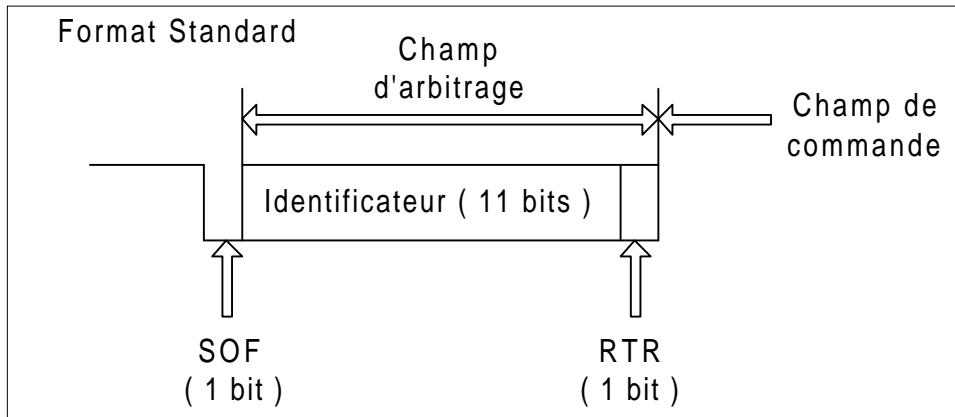 Format Standard
Champ
d'arbitrage
Champ de
commande
Identificateur ( 11 bits )
SOF
( 1 bit )
RTR
( 1 bit )